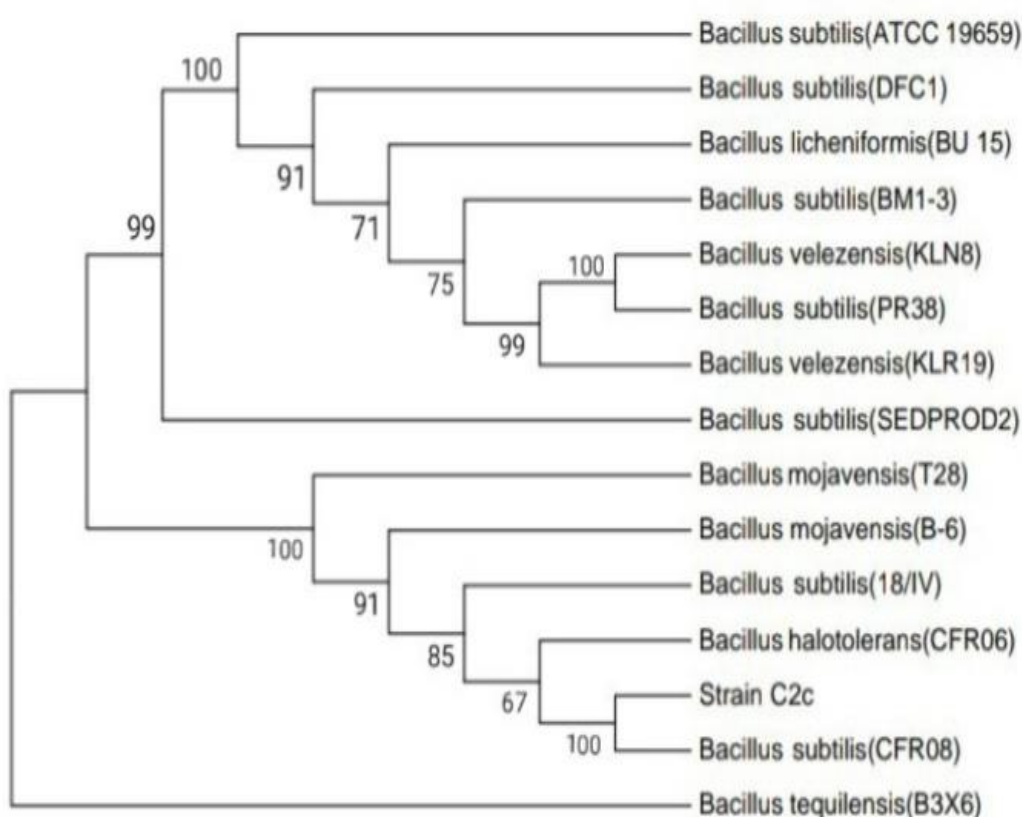 Bacillus subtilis(ATCC 19659)
100
Bacillus subtilis(DFC1)
Bacillus licheniformis(BU 15)
91
Bacillus subtilis(BM1-3)
71
99
Bacillus velezensis(KLN8)
100
75
Bacillus subtilis(PR38)
99
Bacillus velezensis(KLR19)
Bacillus subtilis(SEDPROD2)
Bacillus mojavensis(T28)
Bacillus mojavensis(B-6)
100
Bacillus subtilis(18/IV)
91
Bacillus halotolerans(CFR06)
85
Strain C2c
67
Bacillus subtilis(CFR08)
100
Bacillus tequilensis(B3X6)